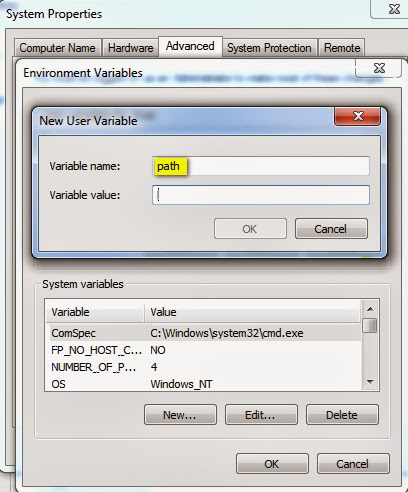 System Properties
Computer Name Hardware Advanced System Protection Remote
Environment Variables
New User Variable
Variable name: path
Variable value:
OK Cancel
System variables
Variable Value
ComSpec C:\Windows\system32\cmd.exe
FP_NO_HOST_C... NO
NUMBER_OF_P... 4
OS Windows_NT
New... Edit... Delete
OK Cancel